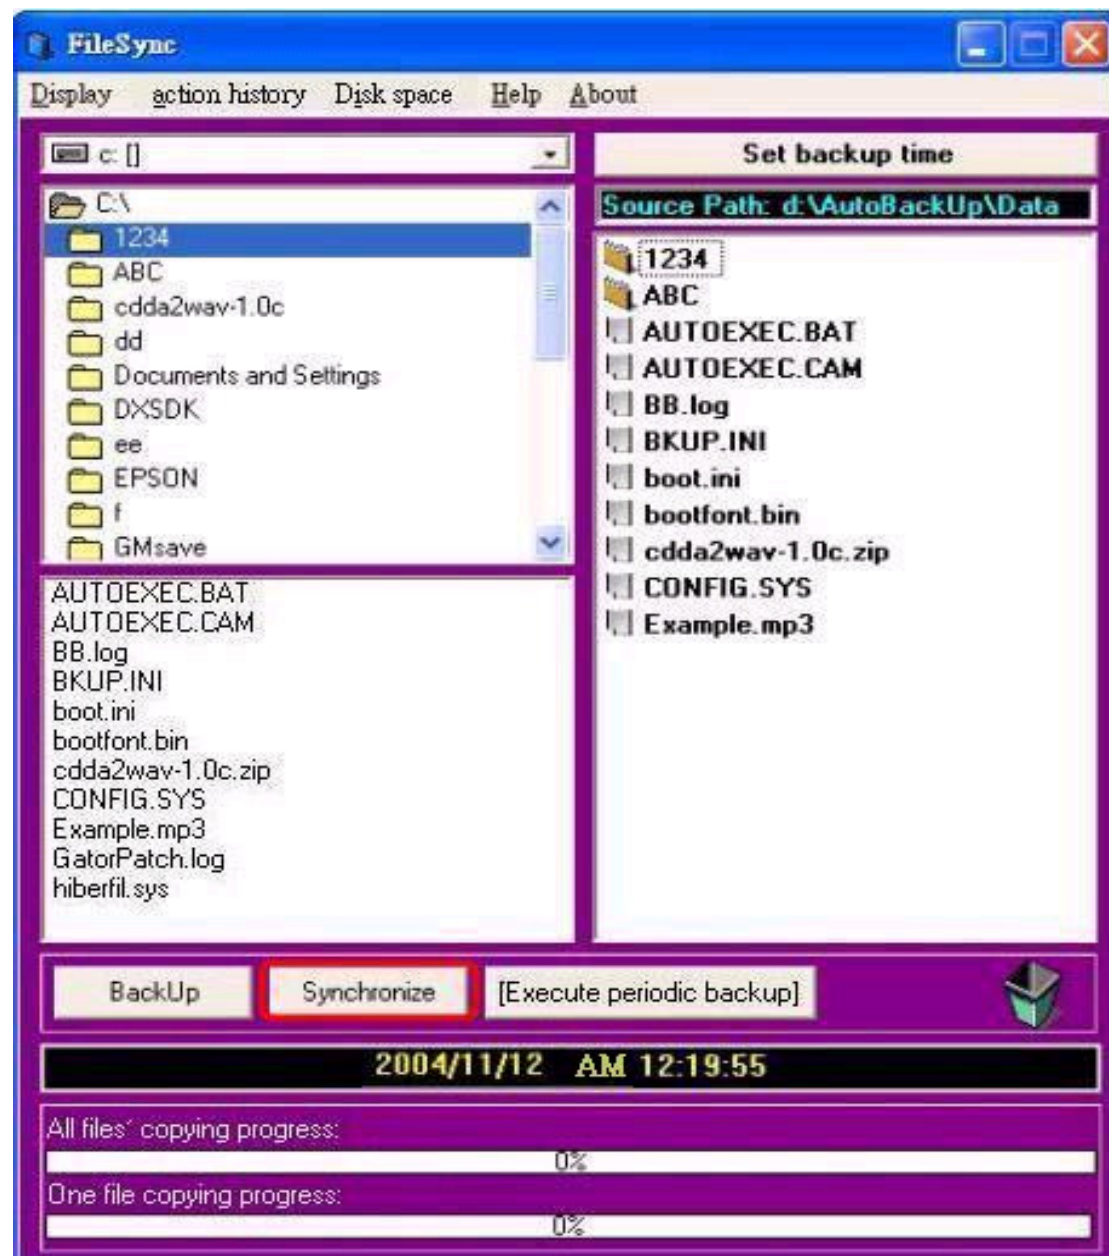 FileSync
Display action history Disk space Help About
c: []
Set backup time
C:\
1234
ABC
cdda2wav-1.0c
dd
Documents and Settings
DXSDK
ee
EPSON
f
GMsave
Source Path: d:\AutoBackUp\Data
1234
ABC
AUTOEXEC.BAT
AUTOEXEC.CAM
BB.log
BKUP.INI
boot.ini
bootfont.bin
cdda2wav-1.0c.zip
CONFIG.SYS
Example.mp3
AUTOEXEC.BAT
AUTOEXEC.CAM
BB.log
BKUP.INI
boot.ini
bootfont.bin
cdda2wav-1.0c.zip
CONFIG.SYS
Example.mp3
GatorPatch.log
hiberfil.sys
BackUp Synchronize [Execute periodic backup]
2004/11/12 AM 12:19:55
All files' copying progress:
0%
One file copying progress:
0%